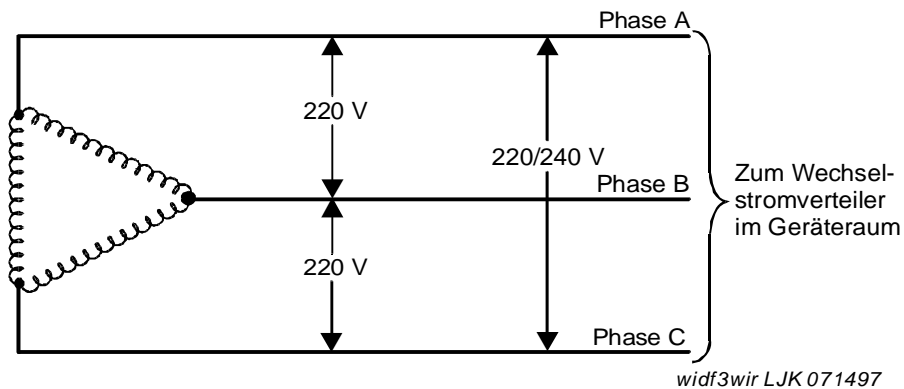 Phase A
220 V
220/240 V
Phase B
Zum Wechsel-
stromverteiler
im Geräteraum
220 V
Phase C
widf3wir LJK 071497